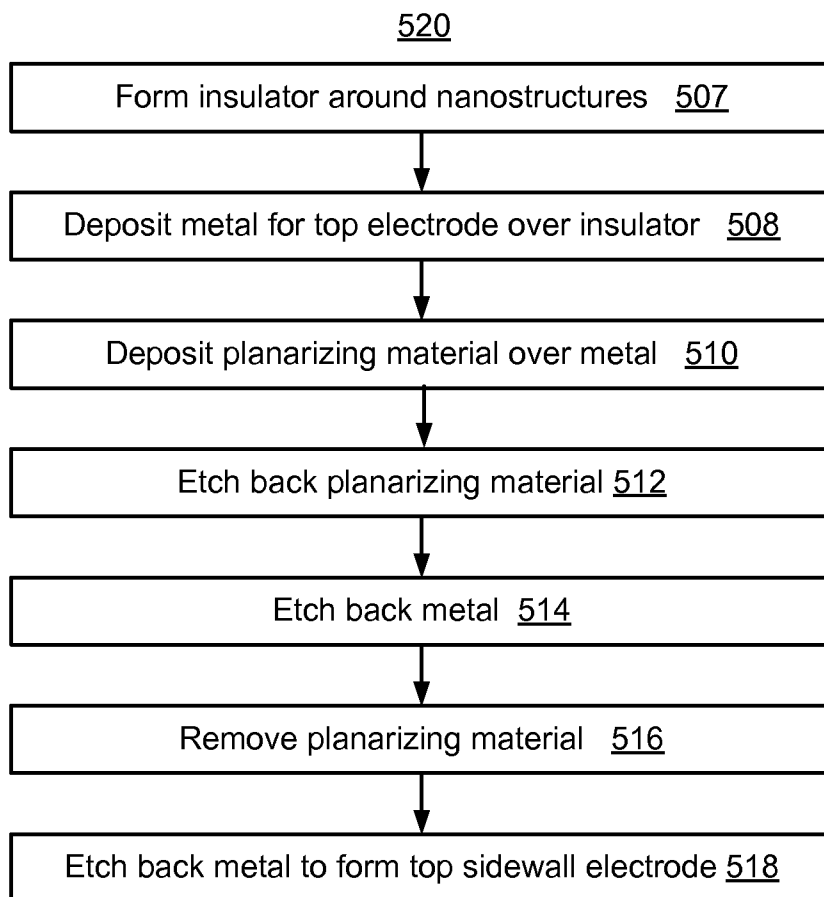 520
Form insulator around nanostructures 507
Deposit metal for top electrode over insulator 508
Deposit planarizing material over metal 510
Etch back planarizing material 512
Etch back metal 514
Remove planarizing material 516
Etch back metal to form top sidewall electrode 518